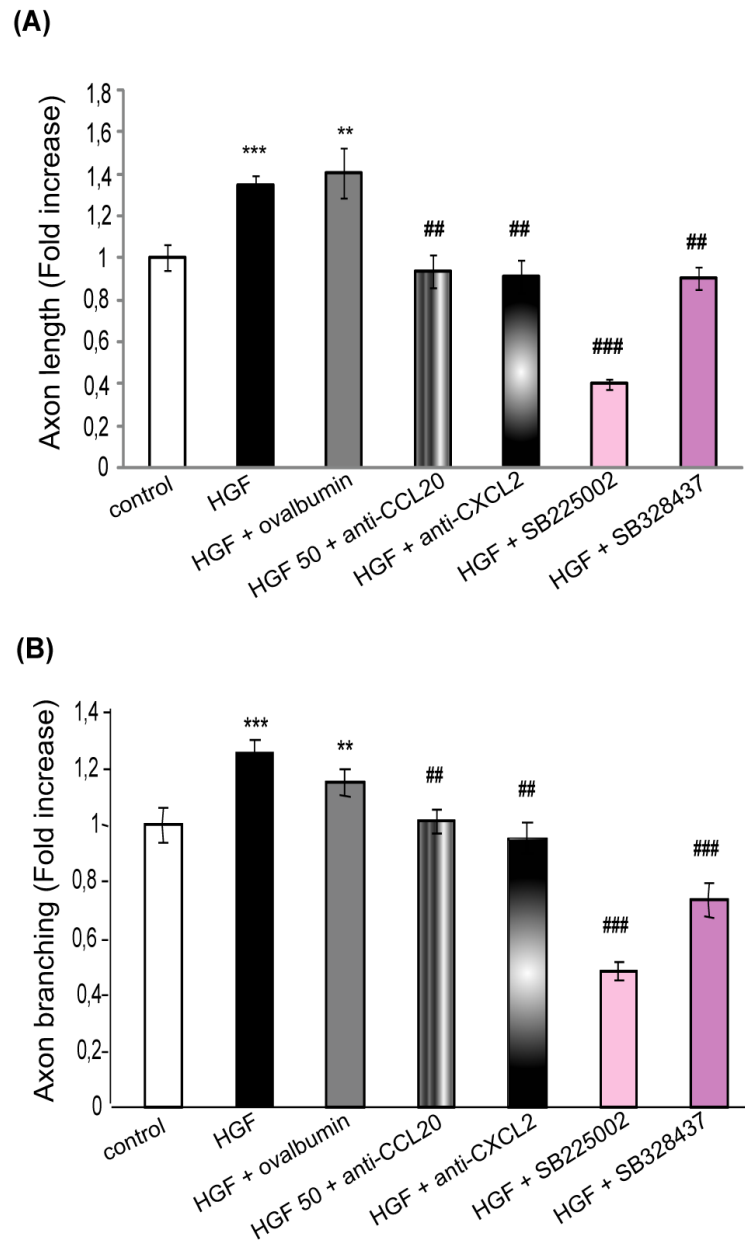 (A)
Axon length (Fold increase)
1,8
1,6
1,4
1,2
1
0,8
0,6
0,4
0,2
0
***
**
##
##
###
##
control
HGF
HGF + ovalbumin
HGF 50 + anti-CCL20
HGF + anti-CXCL2
HGF + SB225002
HGF + SB328437
(B)
Axon branching (Fold increase)
1,4
1,2
1
0,8
0,6
0,4
0,2
0
***
**
##
##
###
###
control
HGF
HGF + ovalbumin
HGF 50 + anti-CCL20
HGF + anti-CXCL2
HGF + SB225002
HGF + SB328437